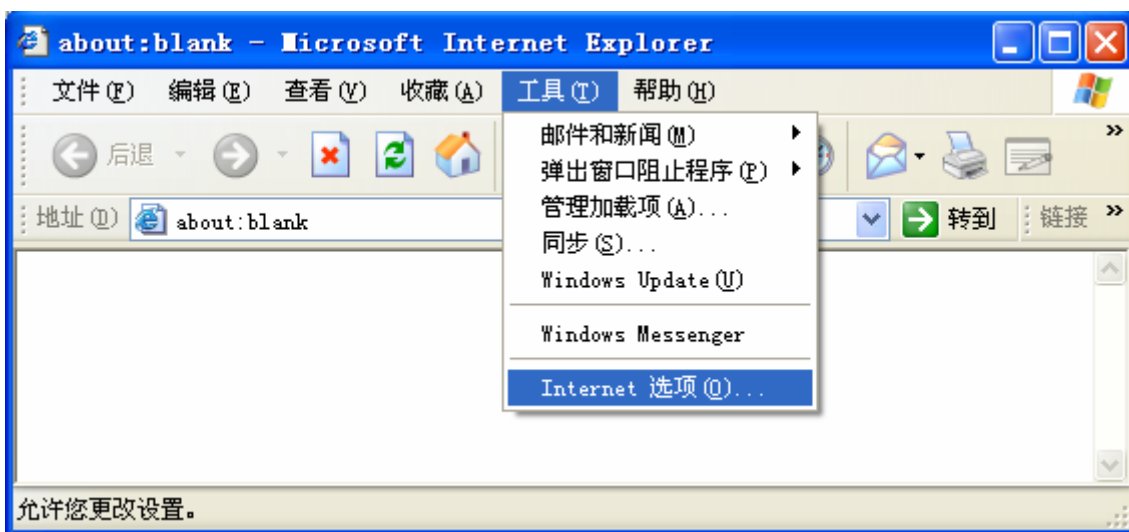 about:blank - Microsoft Internet Explorer
文件(F) 编辑(E) 查看(V) 收藏(A) 工具(T) 帮助(H)
后退
地址(D) about:blank 转到 链接
邮件和新闻(M)
弹出窗口阻止程序(P)
管理加载项(A)...
同步(S)...
Windows Update(U)
Windows Messenger
Internet 选项(O)...
允许您更改设置。